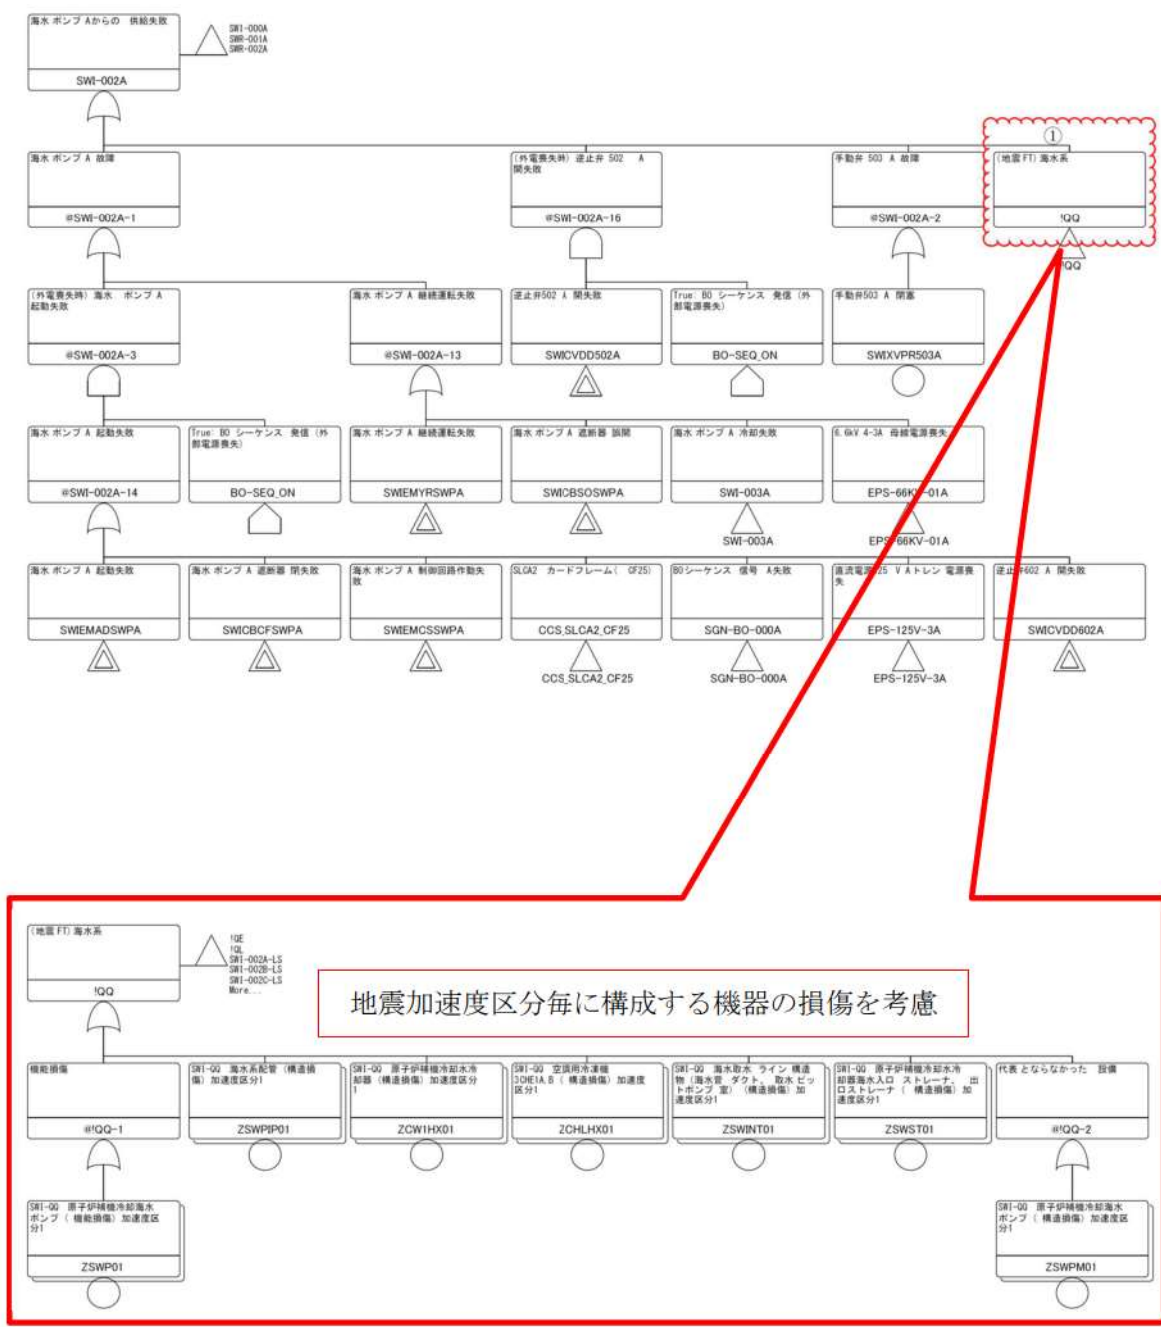 海水 ポンプ Aからの 供給失敗
SWI-002A
SWI-000A
SWR-001A
SWR-002A
海水 ポンプ A 故障
@SWI-002A-1
(外電喪失時) 逆止弁 502 A
開失敗
@SWI-002A-16
手動弁 503 A 故障
@SWI-002A-2
①
(地震 FT) 海水系
!QQ
!QQ
(外電喪失時) 海水 ポンプ A
起動失敗
@SWI-002A-3
海水 ポンプ A 継続運転失敗
@SWI-002A-13
逆止弁502 A 開失敗
SWICVDD502A
True: BO シーケンス 発信 (外
部電源喪失)
BO-SEQ_ON
手動弁503 A 閉塞
SWIXVPR503A
海水 ポンプ A 起動失敗
@SWI-002A-14
True: BO シーケンス 発信 (外
部電源喪失)
BO-SEQ_ON
海水 ポンプ A 継続運転失敗
SWIEMYRSWPA
海水 ポンプ A 遮断器 誤開
SWICBSOSWPA
海水 ポンプ A 冷却失敗
SWI-003A
SWI-003A
6.6kV 4-3A 母線電源喪失
EPS-66KV-01A
EPS-66KV-01A
海水 ポンプ A 起動失敗
SWIEMADSWPA
海水 ポンプ A 遮断器 閉失敗
SWICBCFSWPA
海水 ポンプ A 制御回路作動失
敗
SWIEMCSSWPA
SLCA2 カードフレーム( CF25)
CCS_SLCA2_CF25
CCS_SLCA2_CF25
BOシーケンス 信号 A失敗
SGN-BO-000A
SGN-BO-000A
直流電源125 V Aトレン 電源喪
失
EPS-125V-3A
EPS-125V-3A
逆止弁602 A 開失敗
SWICVDD602A
(地震 FT) 海水系
!QQ
!QE
!QL
SWI-002A-LS
SWI-002B-LS
SWI-002C-LS
More...
地震加速度区分毎に構成する機器の損傷を考慮
機能損傷
@!QQ-1
SWI-QQ 海水系配管 (構造損
傷) 加速度区分1
ZSWPIP01
SWI-QQ 原子炉補機冷却水冷
却器 (構造損傷) 加速度区分
1
ZCW1HX01
SWI-QQ 空調用冷凍機
3CHE1A,B ( 構造損傷) 加速度
区分1
ZCHLHX01
SWI-QQ 海水取水 ライン 構造
物 (海水管 ダクト、 取水 ピッ
トポンプ 室) (構造損傷) 加
速度区分1
ZSWINT01
SWI-QQ 原子炉補機冷却水冷
却器海水入口 ストレーナ、 出
口ストレーナ ( 構造損傷) 加
速度区分1
ZSWST01
代表 とならなかった 設備
@!QQ-2
SWI-QQ 原子炉補機冷却海水
ポンプ ( 機能損傷) 加速度区
分1
ZSWP01
SWI-QQ 原子炉補機冷却海水
ポンプ ( 構造損傷) 加速度区
分1
ZSWPM01